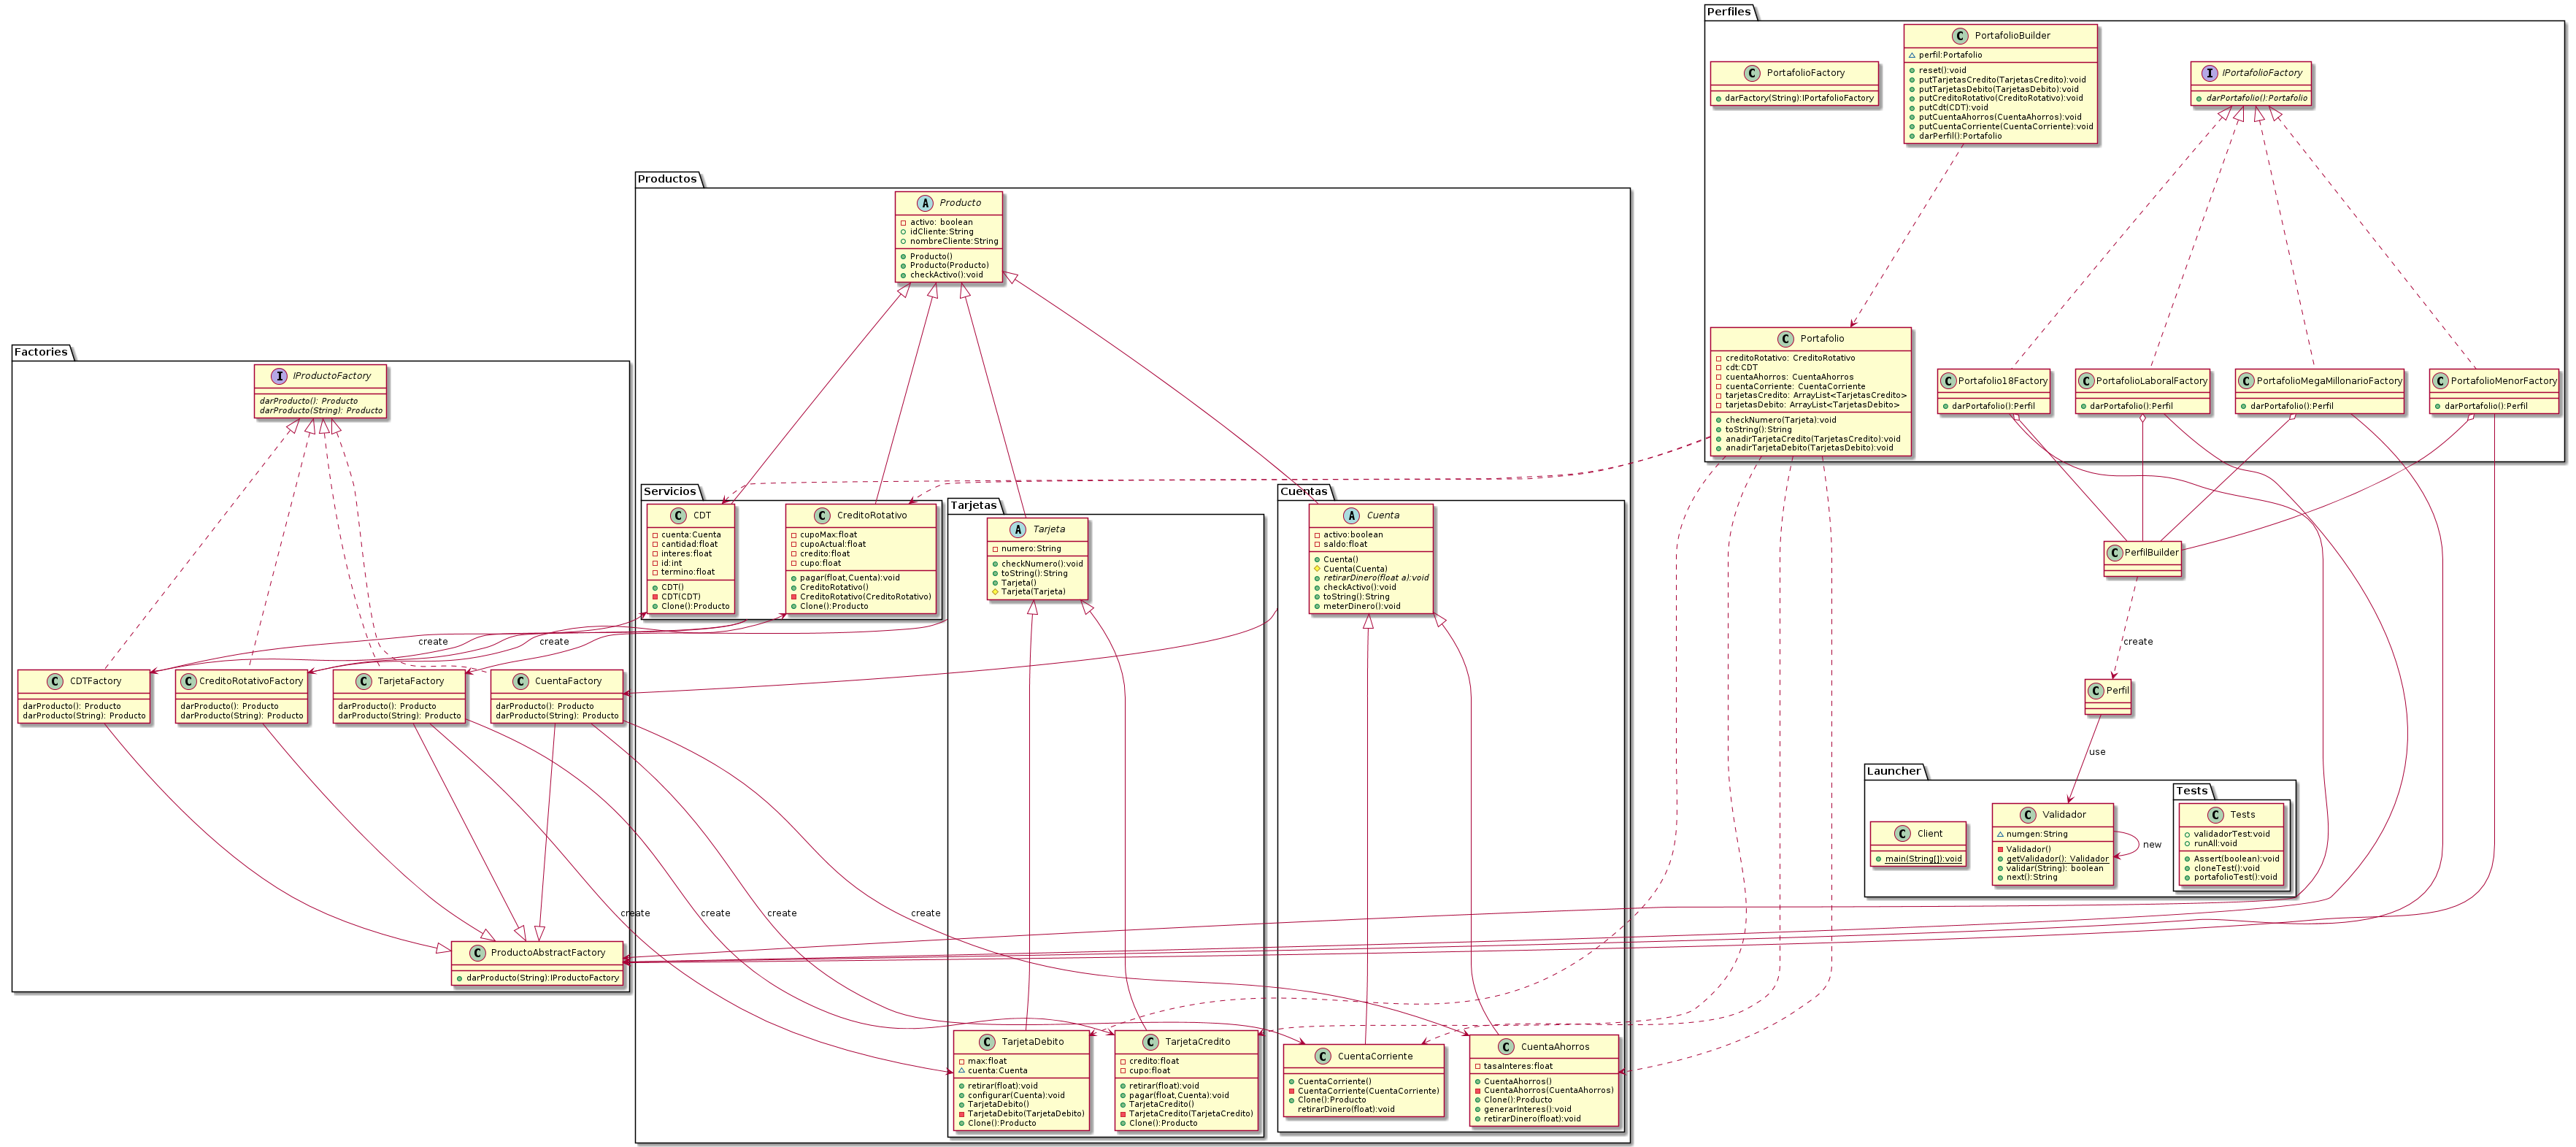 Perfiles
PortafolioFactory
darFactory(String):IPortafolioFactory
PortafolioBuilder
perfil:Portafolio
reset():void
putTarjetasCredito(TarjetasCredito):void
putTarjetasDebito(TarjetasDebito):void
putCreditoRotativo(CreditoRotativo):void
putCdt(CDT):void
putCuentaAhorros(CuentaAhorros):void
putCuentaCorriente(CuentaCorriente):void
darPerfil():Portafolio
IPortafolioFactory
darPortafolio():Portafolio
Portafolio
creditoRotativo: CreditoRotativo
cdt:CDT
cuentaAhorros: CuentaAhorros
cuentaCorriente: CuentaCorriente
tarjetasCredito: ArrayList<TarjetasCredito>
tarjetasDebito: ArrayList<TarjetasDebito>
checkNumero(Tarjeta):void
toString():String
anadirTarjetaCredito(TarjetasCredito):void
anadirTarjetaDebito(TarjetasDebito):void
Portafolio18Factory
darPortafolio():Perfil
PortafolioLaboralFactory
darPortafolio():Perfil
PortafolioMegaMillonarioFactory
darPortafolio():Perfil
PortafolioMenorFactory
darPortafolio():Perfil
Productos
Producto
activo: boolean
idCliente:String
nombreCliente:String
Producto()
Producto(Producto)
checkActivo():void
Servicios
CDT
cuenta:Cuenta
cantidad:float
interes:float
id:int
termino:float
CDT()
CDT(CDT)
Clone():Producto
CreditoRotativo
cupoMax:float
cupoActual:float
credito:float
cupo:float
pagar(float,Cuenta):void
CreditoRotativo()
CreditoRotativo(CreditoRotativo)
Clone():Producto
Tarjetas
Tarjeta
numero:String
checkNumero():void
toString():String
Tarjeta()
Tarjeta(Tarjeta)
Cuentas
Cuenta
activo:boolean
saldo:float
Cuenta()
Cuenta(Cuenta)
retirarDinero(float a):void
checkActivo():void
toString():String
meterDinero():void
Factories
IProductoFactory
darProducto(): Producto
darProducto(String): Producto
CDTFactory
darProducto(): Producto
darProducto(String): Producto
CreditoRotativoFactory
darProducto(): Producto
darProducto(String): Producto
TarjetaFactory
darProducto(): Producto
darProducto(String): Producto
CuentaFactory
darProducto(): Producto
darProducto(String): Producto
create
create
PerfilBuilder
create
Perfil
use
Launcher
Client
main(String[]):void
Validador
numgen:String
Validador()
getValidador(): Validador
validar(String): boolean
next():String
new
Tests
Tests
validadorTest:void
runAll:void
Assert(boolean):void
cloneTest():void
portafolioTest():void
create
create
create
create
ProductoAbstractFactory
darProducto(String):IProductoFactory
TarjetaDebito
max:float
cuenta:Cuenta
retirar(float):void
configurar(Cuenta):void
TarjetaDebito()
TarjetaDebito(TarjetaDebito)
Clone():Producto
TarjetaCredito
credito:float
cupo:float
retirar(float):void
pagar(float,Cuenta):void
TarjetaCredito()
TarjetaCredito(TarjetaCredito)
Clone():Producto
CuentaCorriente
CuentaCorriente()
CuentaCorriente(CuentaCorriente)
Clone():Producto
retirarDinero(float):void
CuentaAhorros
tasaInteres:float
CuentaAhorros()
CuentaAhorros(CuentaAhorros)
Clone():Producto
generarInteres():void
retirarDinero(float):void